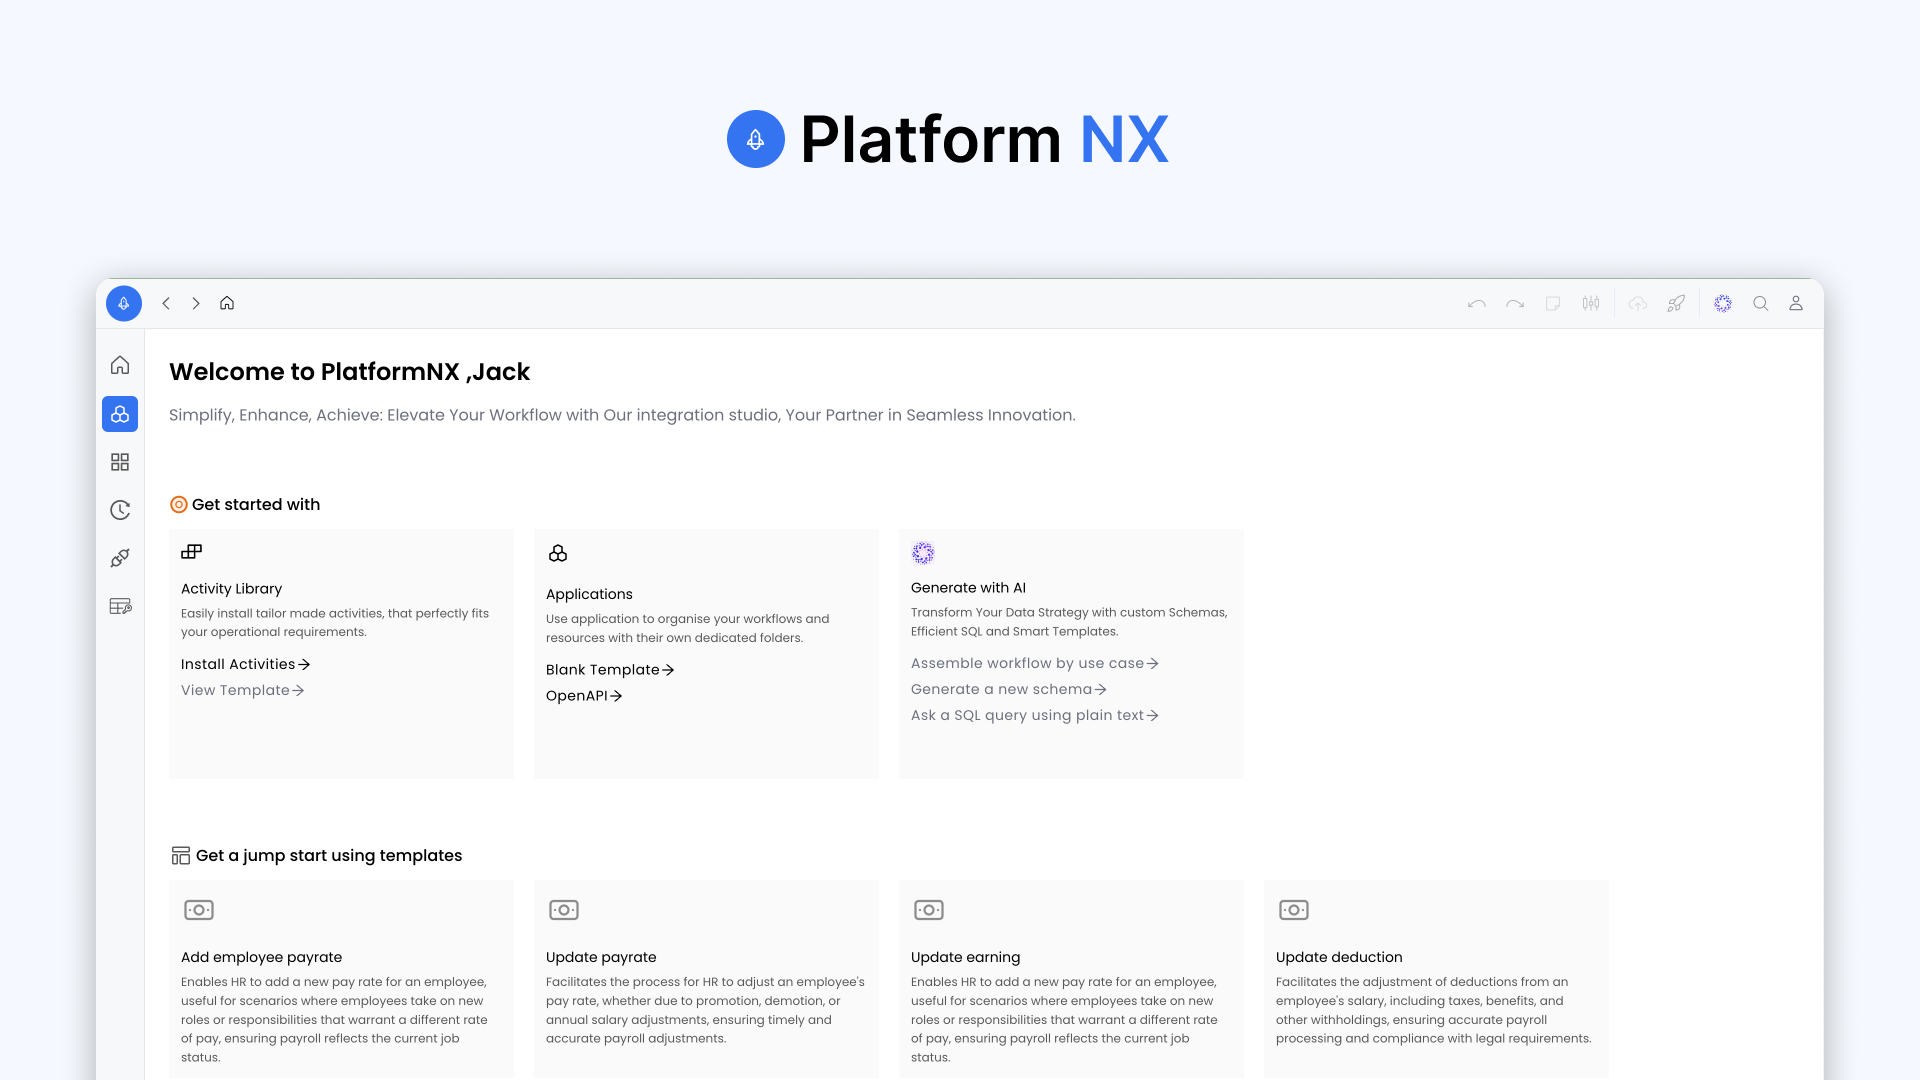 Platform NX
Welcome to PlatformNX ,Jack
Simplify, Enhance, Achieve: Elevate Your Workflow with Our integration studio, Your Partner in Seamless Innovation.
Get started with
Activity Library
Easily install tailor made activities, that perfectly fits
your operational requirements.
Install Activities
View Template
Applications
Use application to organise your workflows and
resources with their own dedicated folders.
Blank Template
OpenAPI
Generate with AI
Transform Your Data Strategy with custom Schemas,
Efficient SQL and Smart Templates.
Assemble workflow by use case
Generate a new schema
Ask a SQL query using plain text
Get a jump start using templates
Add employee payrate
Enables HR to add a new pay rate for an employee,
useful for scenarios where employees take on new
roles or responsibilities that warrant a different rate
of pay, ensuring payroll reflects the current job
status.
Update payrate
Facilitates the process for HR to adjust an employee's
pay rate, whether due to promotion, demotion, or
annual salary adjustments, ensuring timely and
accurate payroll adjustments.
Update earning
Enables HR to add a new pay rate for an employee,
useful for scenarios where employees take on new
roles or responsibilities that warrant a different rate
of pay, ensuring payroll reflects the current job
status.
Update deduction
Facilitates the adjustment of deductions from an
employee's salary, including taxes, benefits, and
other withholdings, ensuring accurate payroll
processing and compliance with legal requirements.